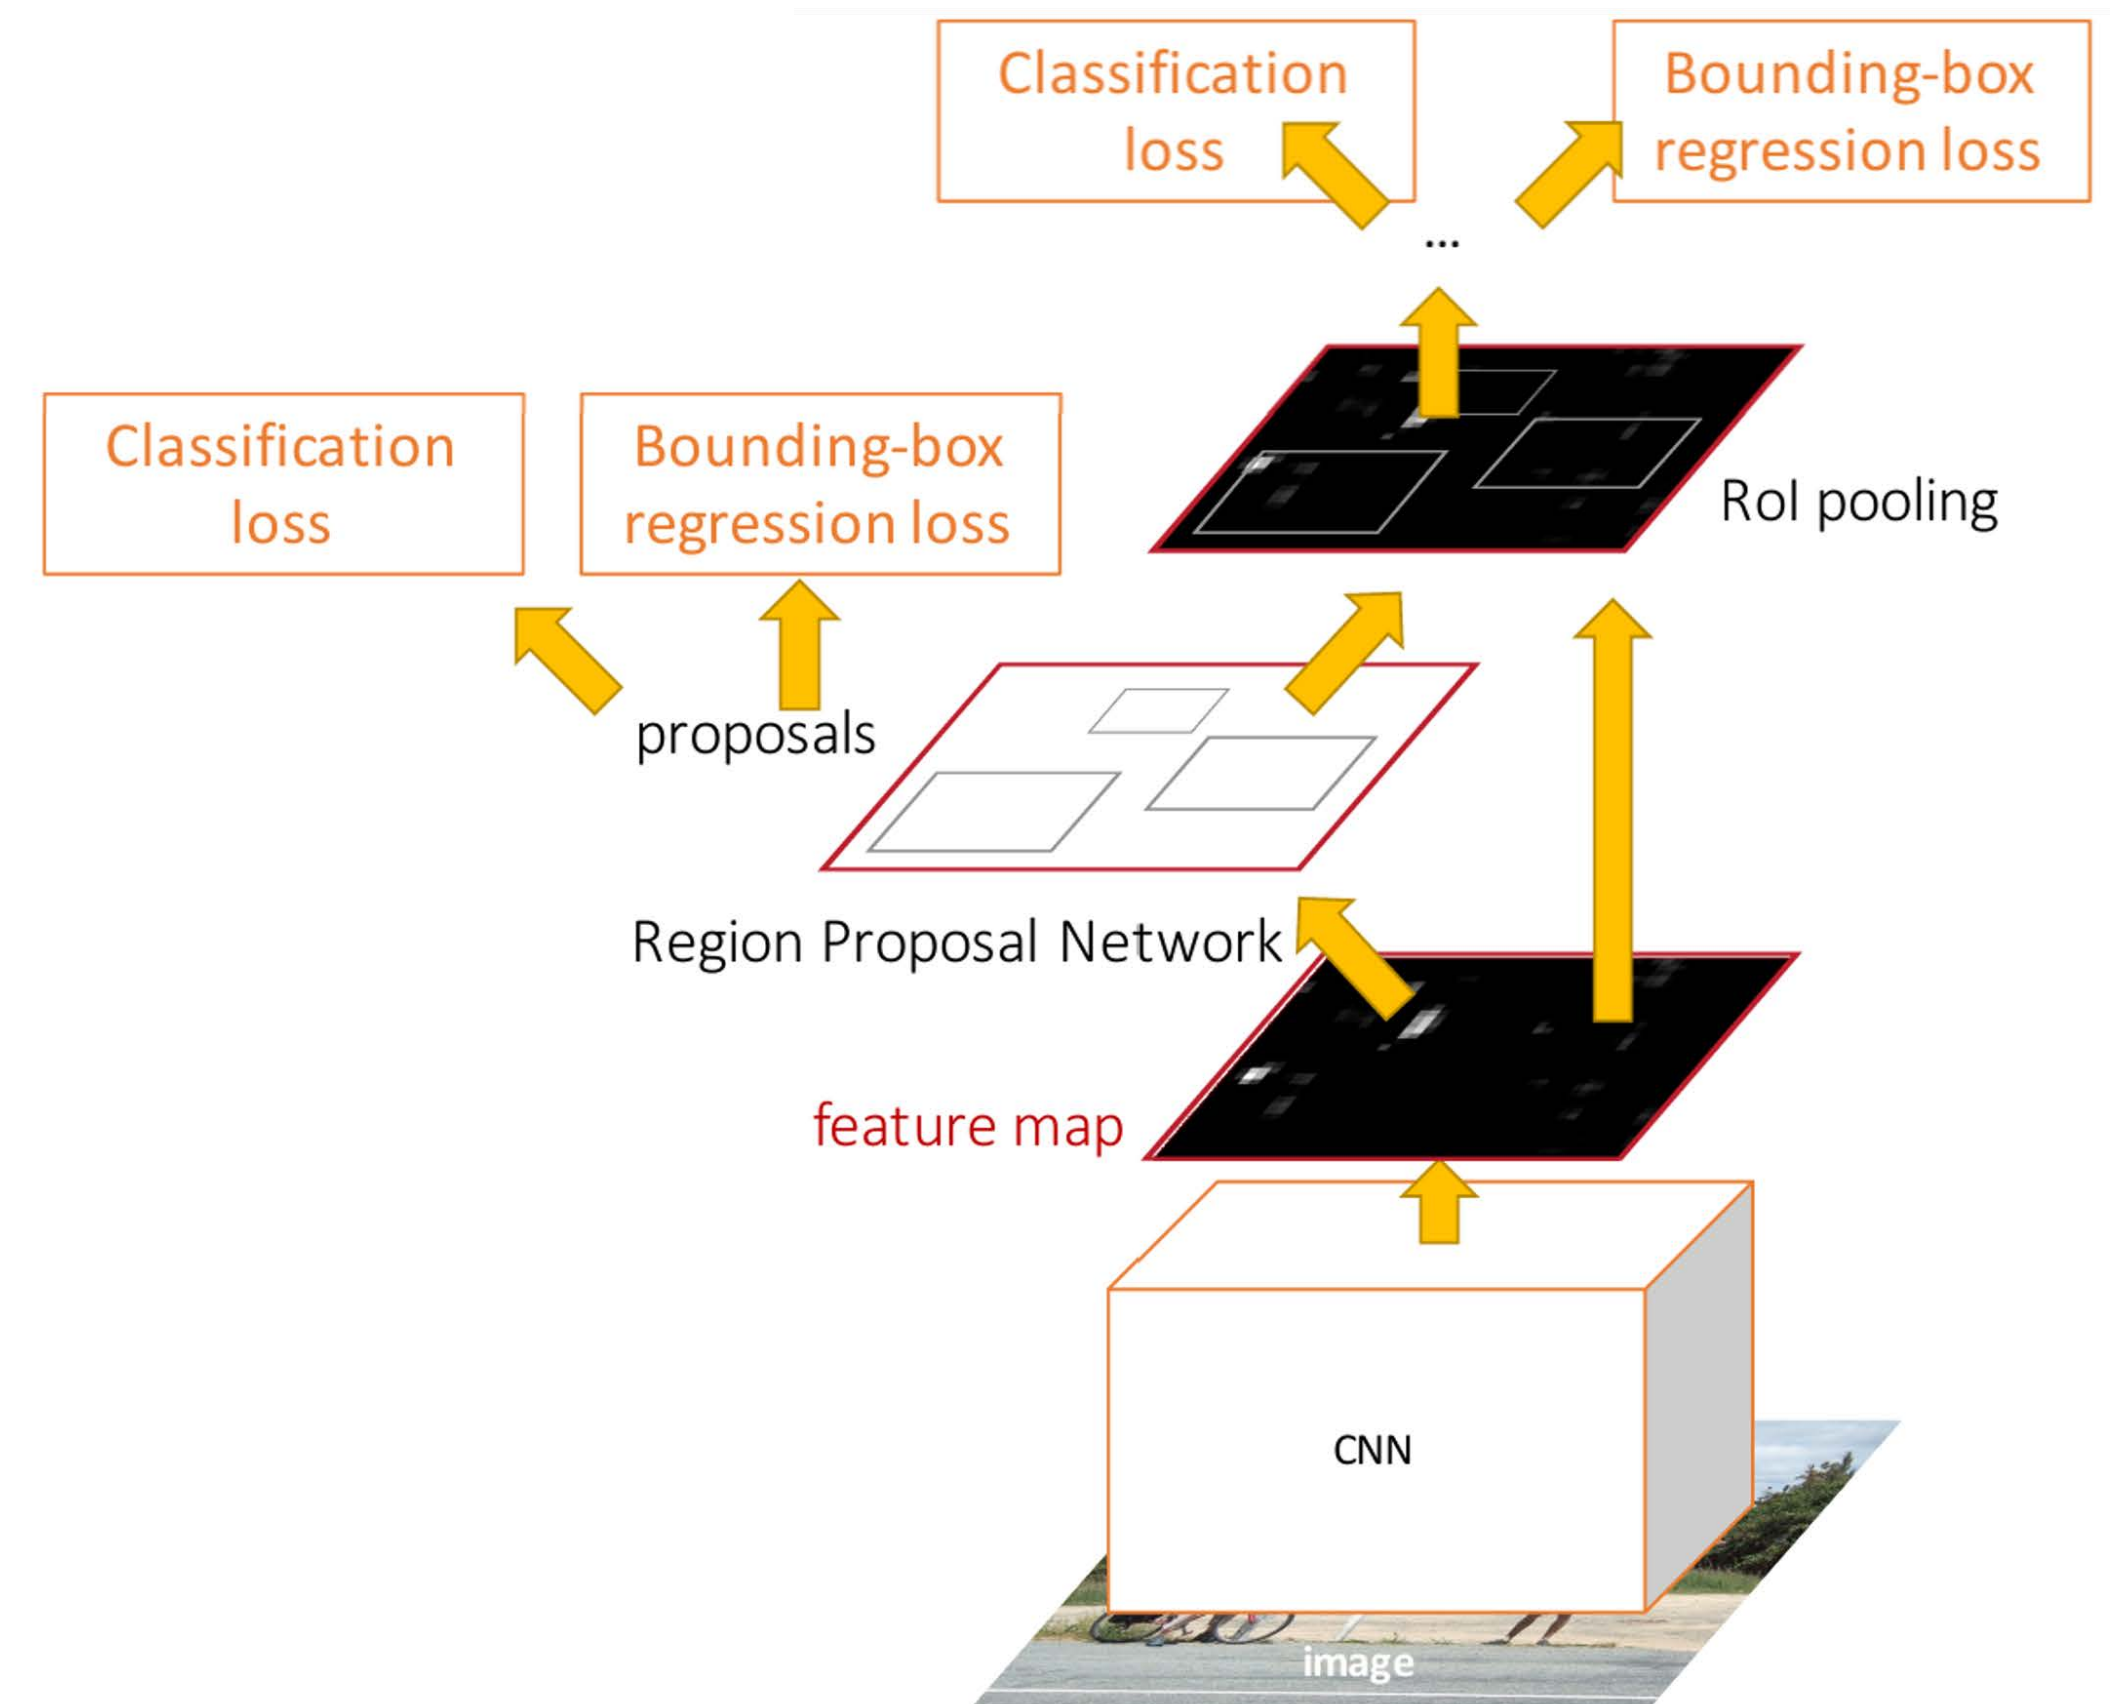 Classification
loss
Bounding-box
regression loss
...
Classification
loss
Bounding-box
regression loss
RoI pooling
proposals
Region Proposal Network
feature map
CNN
image